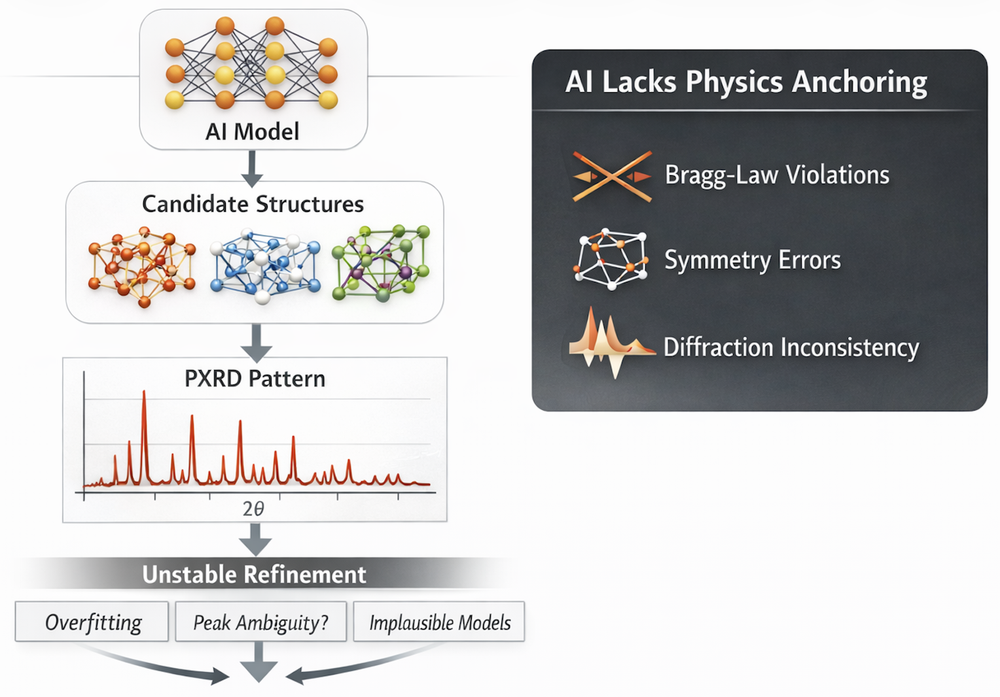 AI Model
Candidate Structures
PXRD Pattern
2θ
Unstable Refinement
Overfitting
Peak Ambiguity?
Implausible Models
AI Lacks Physics Anchoring
Bragg-Law Violations
Symmetry Errors
Diffraction Inconsistency